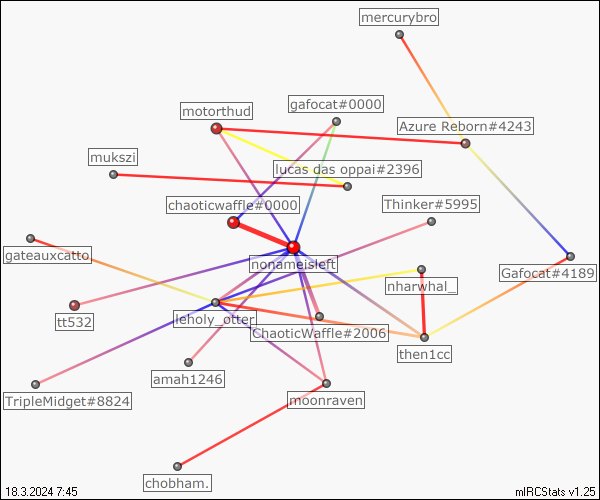 mercurybro
gafocat#0000
motorthud
Azure Reborn#4243
mukszi
lucas das oppai#2396
chaoticwaffle#0000
Thinker#5995
gateauxcatto
nonameisleft
Gafocat#4189
nharwhal_
tt532
leholy_otter
ChaoticWaffle#2006
then1cc
amah1246
TripleMidget#8824
moonraven
chobham.
18.3.2024 7:45
mIRCStats v1.25